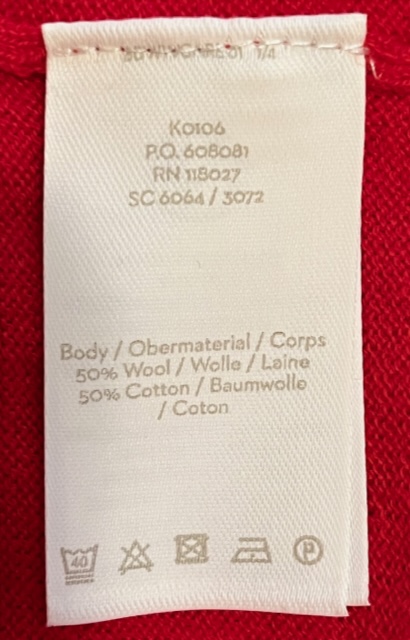 K0106
P.O. 608081
RN 118027
SC 6064 / 3072
Body / Obermaterial / Corps
50% Wool / Wolle / Laine
50% Cotton / Baumwolle
/ Coton
40
P